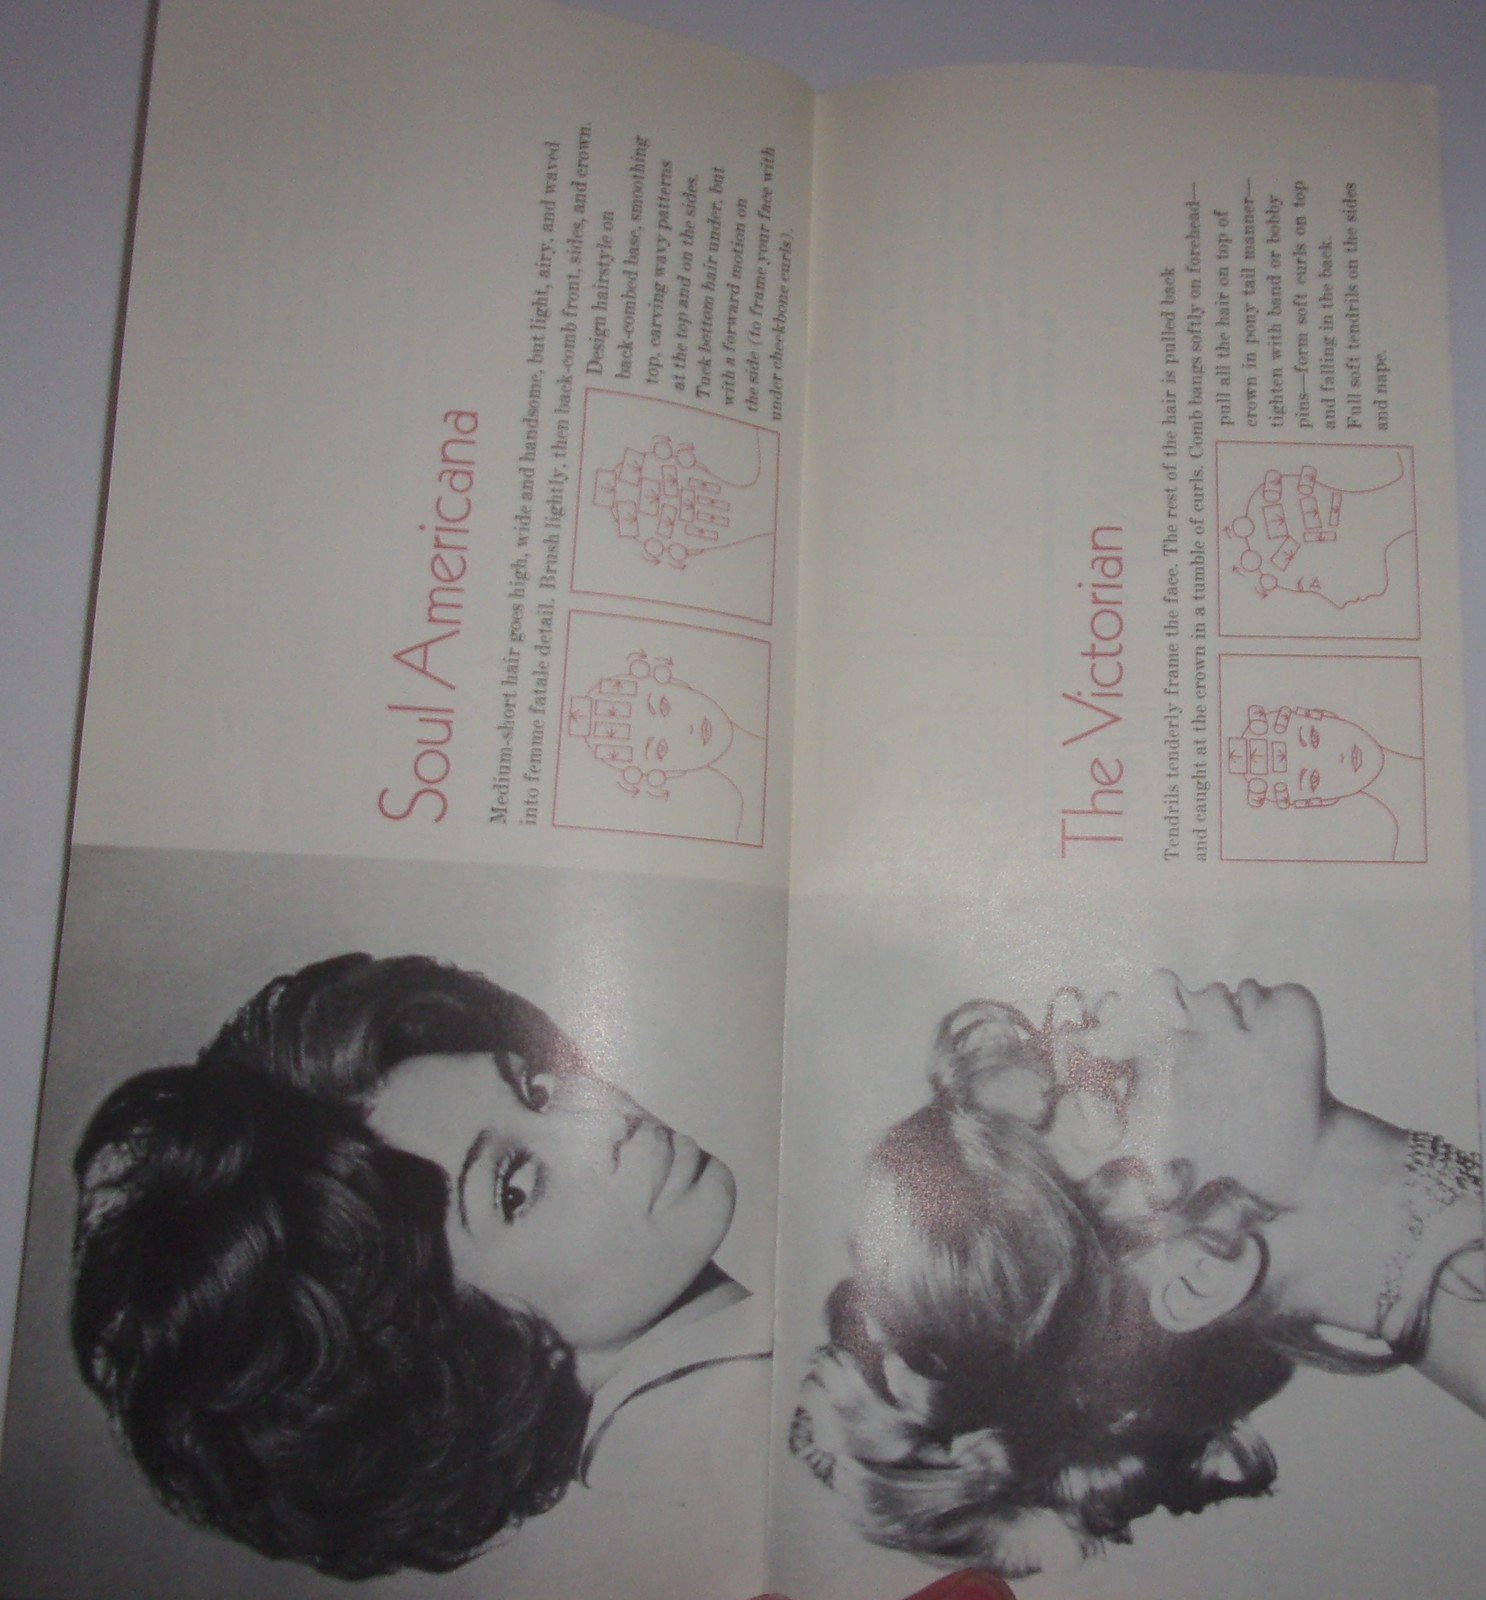 Soul Americana
Medium-short hair goes high, wide and handsome, but light, airy, and waved
into femme fatale detail. Brush lightly, then back-comb front, sides, and crown.
Design hairstyle on
back-combed base, smoothing
top, carving wavy patterns
at the top and on the sides.
Tuck bottom hair under, but
with a forward motion on
the side (to frame your face with
under cheekbone curls).
The Victorian
Tendrils tenderly frame the face. The rest of the hair is pulled back
and caught at the crown in a tumble of curls. Comb bangs softly on forehead—
pull all the hair on top of
crown in pony tail manner—
tighten with band or bobby
pins—form soft curls on top
and falling in the back.
Full soft tendrils on the sides
and nape.